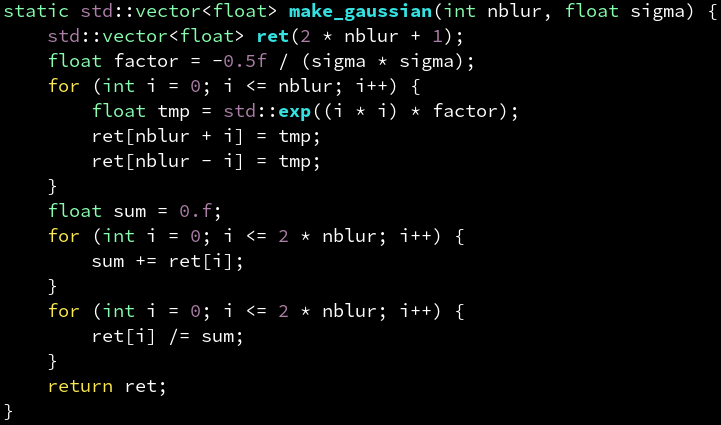 static std::vector<float> make_gaussian(int nblur, float sigma) {
    std::vector<float> ret(2 * nblur + 1);
    float factor = -0.5f / (sigma * sigma);
    for (int i = 0; i <= nblur; i++) {
        float tmp = std::exp((i * i) * factor);
        ret[nblur + i] = tmp;
        ret[nblur - i] = tmp;
    }
    float sum = 0.f;
    for (int i = 0; i <= 2 * nblur; i++) {
        sum += ret[i];
    }
    for (int i = 0; i <= 2 * nblur; i++) {
        ret[i] /= sum;
    }
    return ret;
}